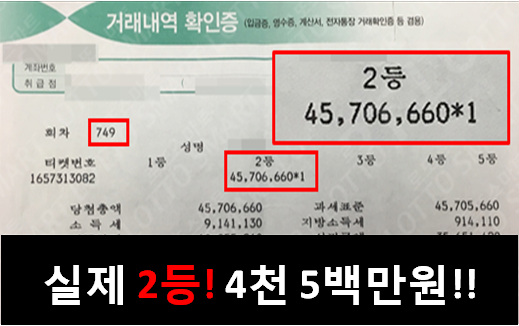 거래내역 확인증 (입금증, 영수증, 계산서, 전자통장 거래확인증 등 겸용)
계좌번호
취 급 점
2등
45,706,660*1
회차 749
성명
티켓번호 1등 2등 3등 4등 5등
1657313082 45,706,660*1
당첨총액 45,706,660 과세표준 45,705,660
소 득 세 9,141,130 지방소득세 914,110
실제 2등! 4천 5백만원!!